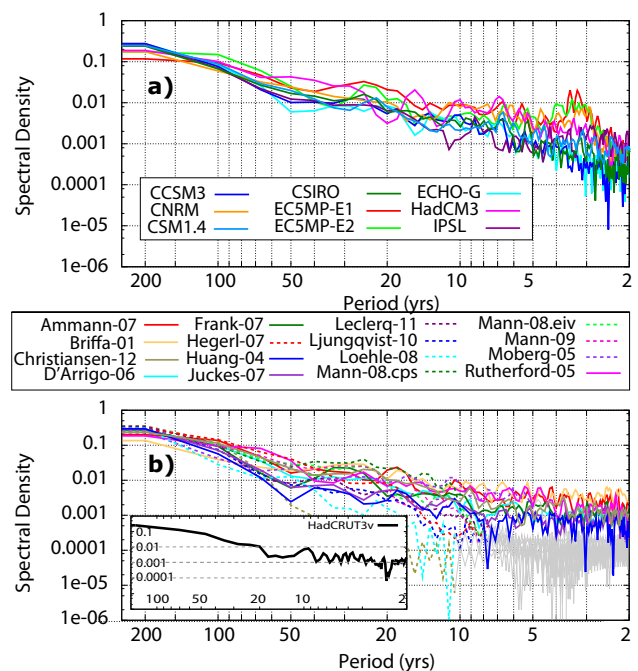 1
0.1
0.01
0.001
0.0001
1e-05
1e-06
Spectral Density
a)
CCSM3 CSIRO ECHO-G
CNRM EC5MP-E1 HadCM3
CSM1.4 EC5MP-E2 IPSL
200 100 50 20 10 5 2
Period (yrs)
Ammann-07 Frank-07 Leclerq-11 Mann-08.eiv
Briffa-01 Hegerl-07 Ljungqvist-10 Mann-09
Christiansen-12 Huang-04 Loehle-08 Moberg-05
D'Arrigo-06 Juckes-07 Mann-08.cps Rutherford-05
1
0.1
0.01
0.001
0.0001
1e-05
1e-06
Spectral Density
b)
HadCRUT3v
0.1
0.01
0.001
0.0001
100 50 20 10 2
200 100 50 20 10 5 2
Period (yrs)